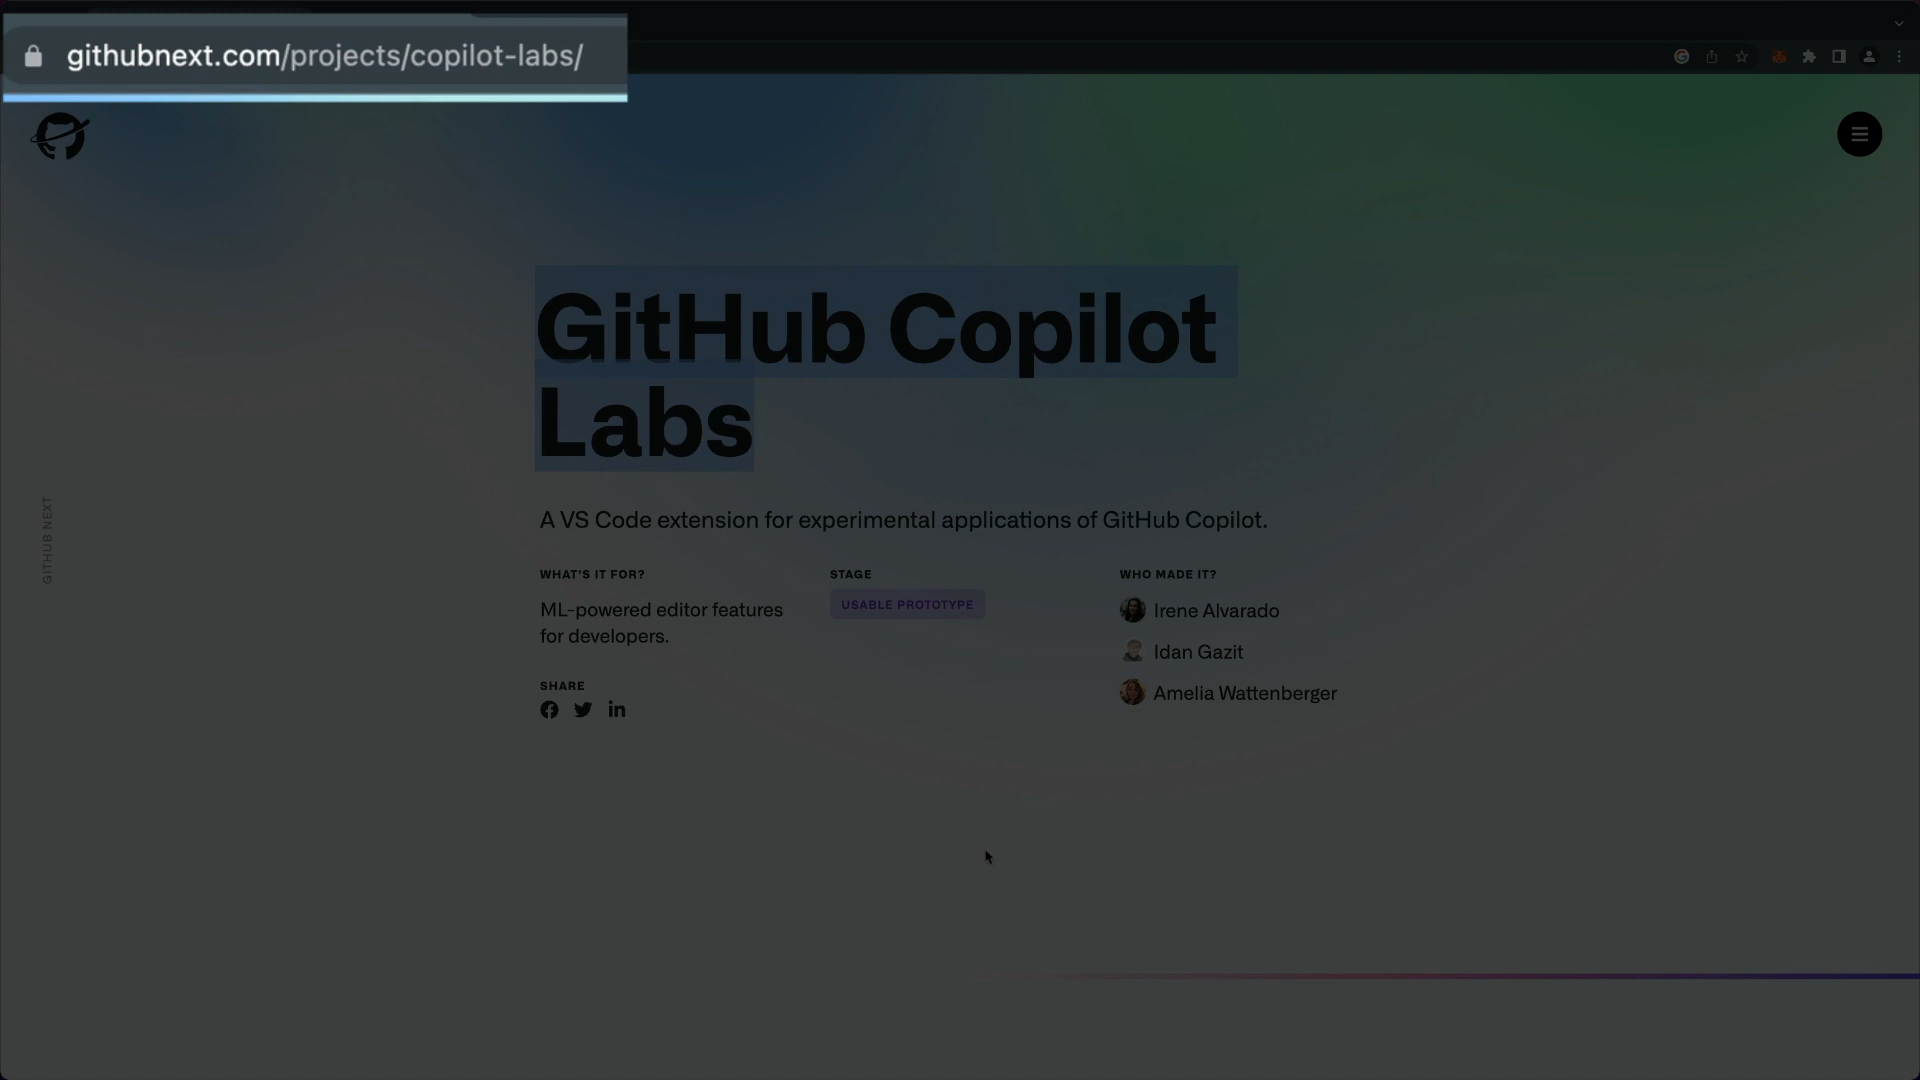 githubnext.com/projects/copilot-labs/
GitHub Copilot
Labs
A VS Code extension for experimental applications of GitHub Copilot.
WHAT'S IT FOR?
ML-powered editor features
for developers.
SHARE
STAGE
USABLE PROTOTYPE
WHO MADE IT?
Irene Alvarado
Idan Gazit
Amelia Wattenberger
GITHUB NEXT